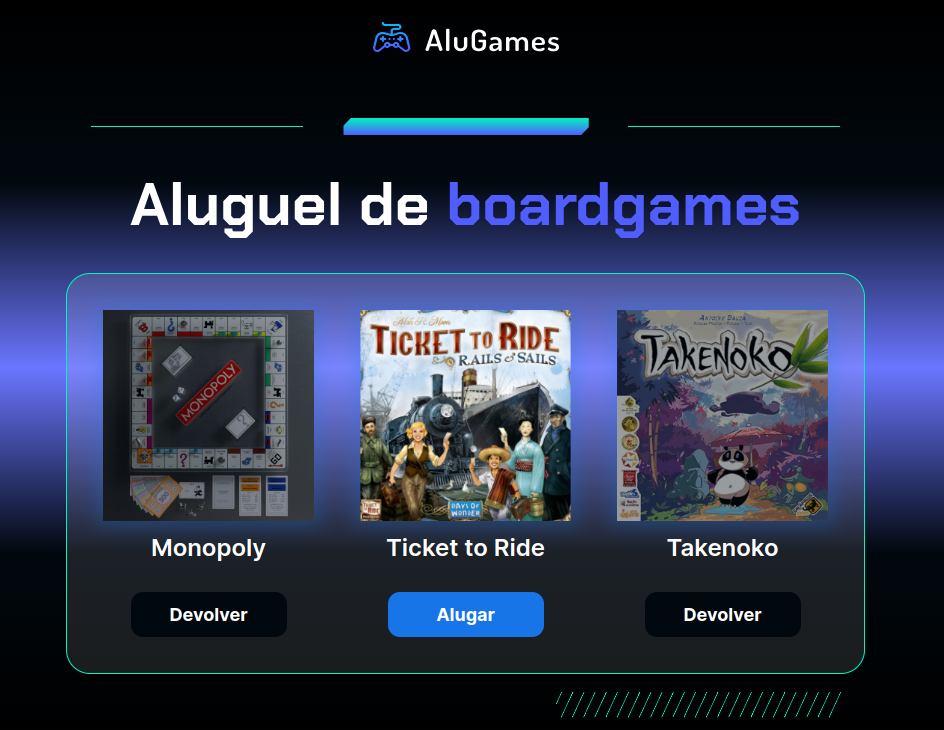 AluGames
Aluguel de boardgames
MONOPOLY
GO
Alan R. Moon
TICKET TO RIDE
RAILS & SAILS
DAYS OF
WONDER
ANTOINE BAUZA
TAKENOKO
Monopoly
Ticket to Ride
Takenoko
Devolver
Alugar
Devolver